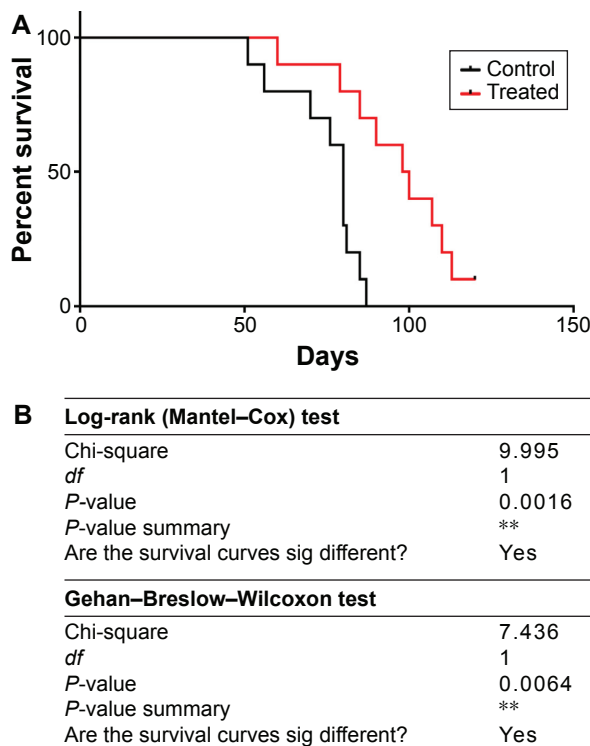 A
Percent survival
100
50
0
0
50
100
150
Days
Control
Treated
B
Log-rank (Mantel–Cox) test
Chi-square 9.995
df 1
P-value 0.0016
P-value summary **
Are the survival curves sig different? Yes
Gehan–Breslow–Wilcoxon test
Chi-square 7.436
df 1
P-value 0.0064
P-value summary **
Are the survival curves sig different? Yes